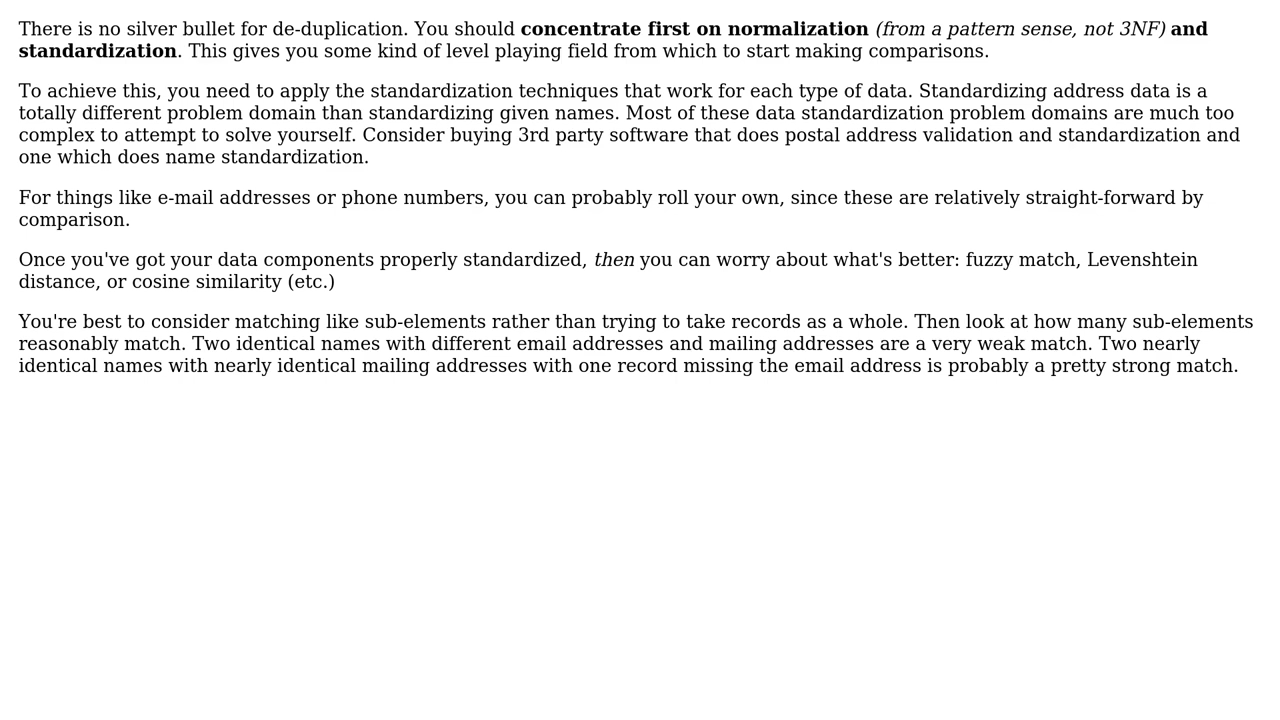 There is no silver bullet for de-duplication. You should concentrate first on normalization (from a pattern sense, not 3NF) and
standardization. This gives you some kind of level playing field from which to start making comparisons.
To achieve this, you need to apply the standardization techniques that work for each type of data. Standardizing address data is a
totally different problem domain than standardizing given names. Most of these data standardization problem domains are much too
complex to attempt to solve yourself. Consider buying 3rd party software that does postal address validation and standardization and
one which does name standardization.
For things like e-mail addresses or phone numbers, you can probably roll your own, since these are relatively straight-forward by
comparison.
Once you've got your data components properly standardized, then you can worry about what's better: fuzzy match, Levenshtein
distance, or cosine similarity (etc.)
You're best to consider matching like sub-elements rather than trying to take records as a whole. Then look at how many sub-elements
reasonably match. Two identical names with different email addresses and mailing addresses are a very weak match. Two nearly
identical names with nearly identical mailing addresses with one record missing the email address is probably a pretty strong match.